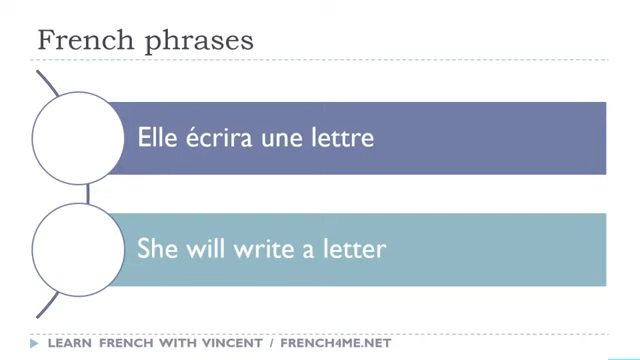 French phrases
Elle écrira une lettre
She will write a letter
LEARN FRENCH WITH VINCENT / FRENCH4ME.NET